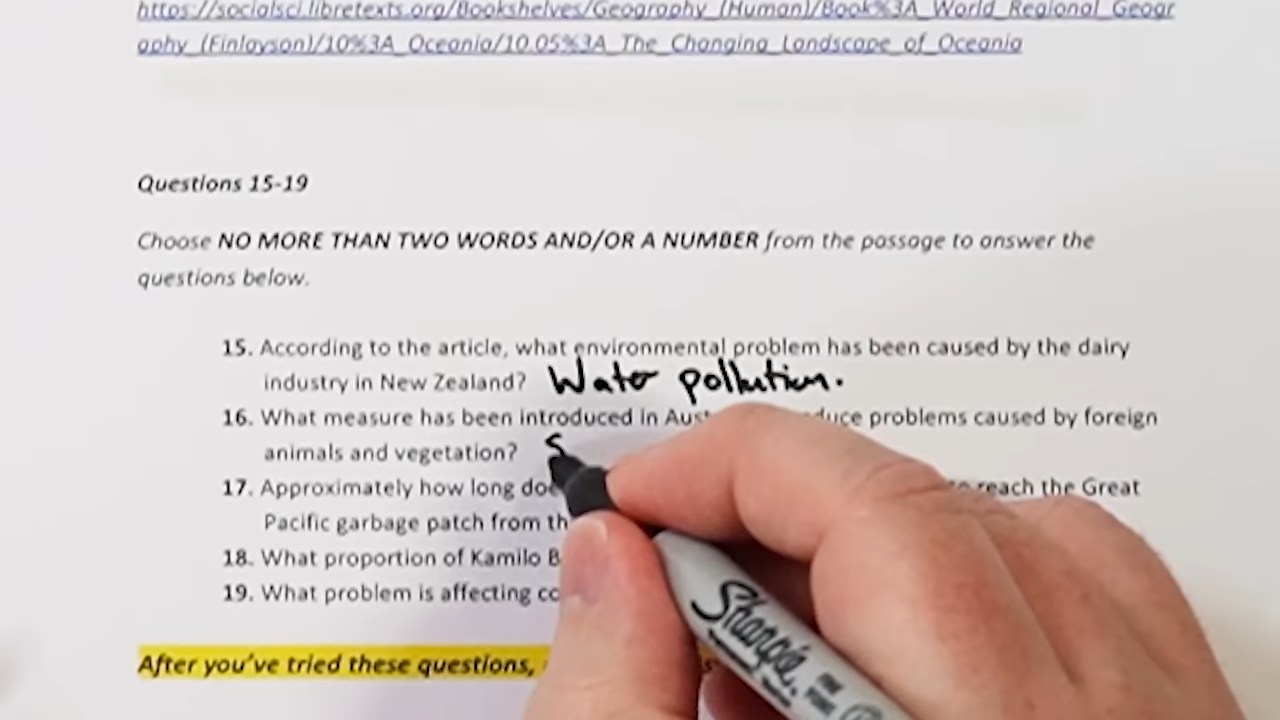 https://socialsci.libretexts.org/Bookshelves/Geography_(Human)/Book%3A_World_Regional_Geogr
aphy_(Finlayson)/10%3A_Oceania/10.05%3A_The_Changing_Landscape_of_Oceania
Questions 15-19
Choose NO MORE THAN TWO WORDS AND/OR A NUMBER from the passage to answer the
questions below.
15. According to the article, what environmental problem has been caused by the dairy
industry in New Zealand? Water pollution.
16. What measure has been introduced in problems caused by foreign
animals and vegetation? S
17. Approximately how long reach the Great
Pacific garbage patch from
18. What proportion of Kamilo
19. What problem is affecting
After you've tried these questions,
Sharpie